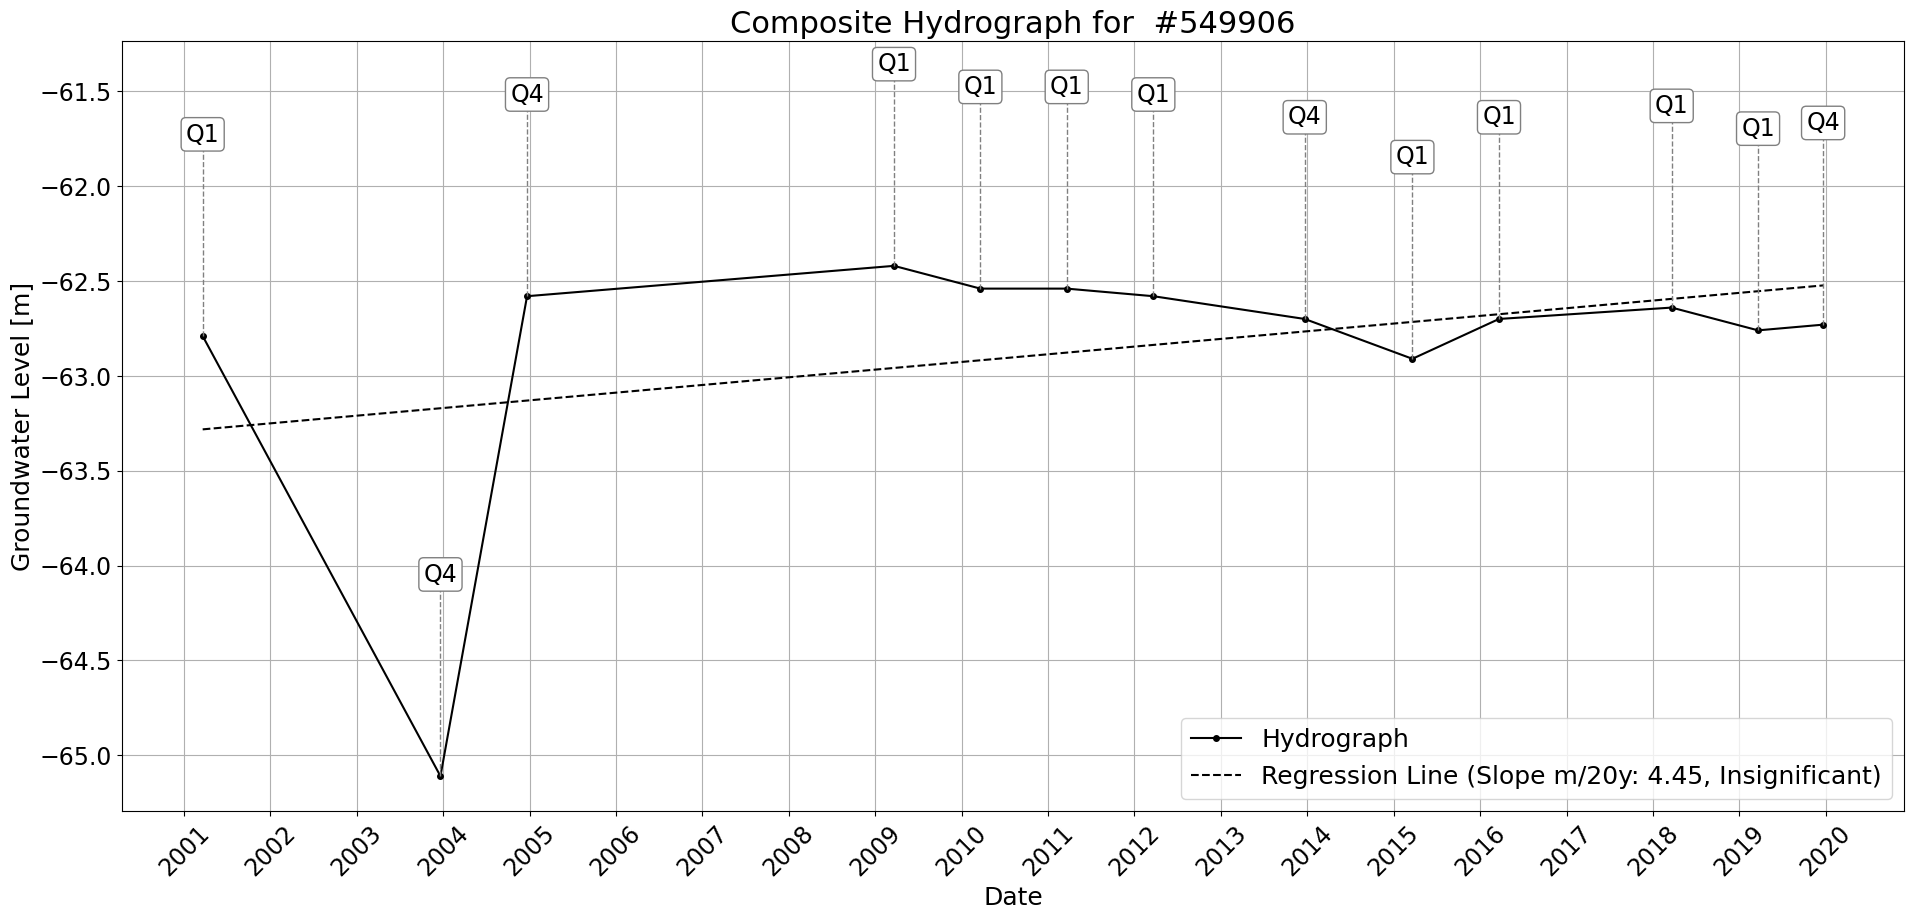 Composite Hydrograph for  #549906
Groundwater Level [m]
−61.5
−62.0
−62.5
−63.0
−63.5
−64.0
−64.5
−65.0
Q1
Q4
Q4
Q1
Q1
Q1
Q1
Q4
Q1
Q1
Q1
Q1
Q4
Hydrograph
Regression Line (Slope m/20y: 4.45, Insignificant)
2001
2002
2003
2004
2005
2006
2007
2008
2009
2010
2011
2012
2013
2014
2015
2016
2017
2018
2019
2020
Date